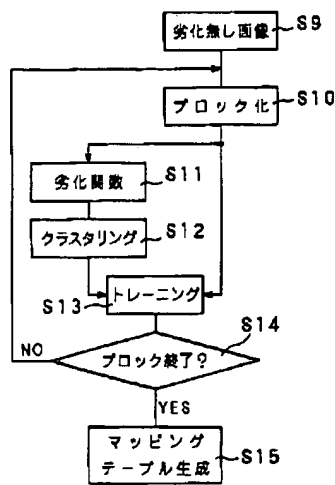 劣化無し画像
S9
ブロック化
S10
劣化関数
S11
クラスタリング
S12
トレーニング
S13
ブロック終了?
S14
NO
YES
マッピング
テーブル生成
S15